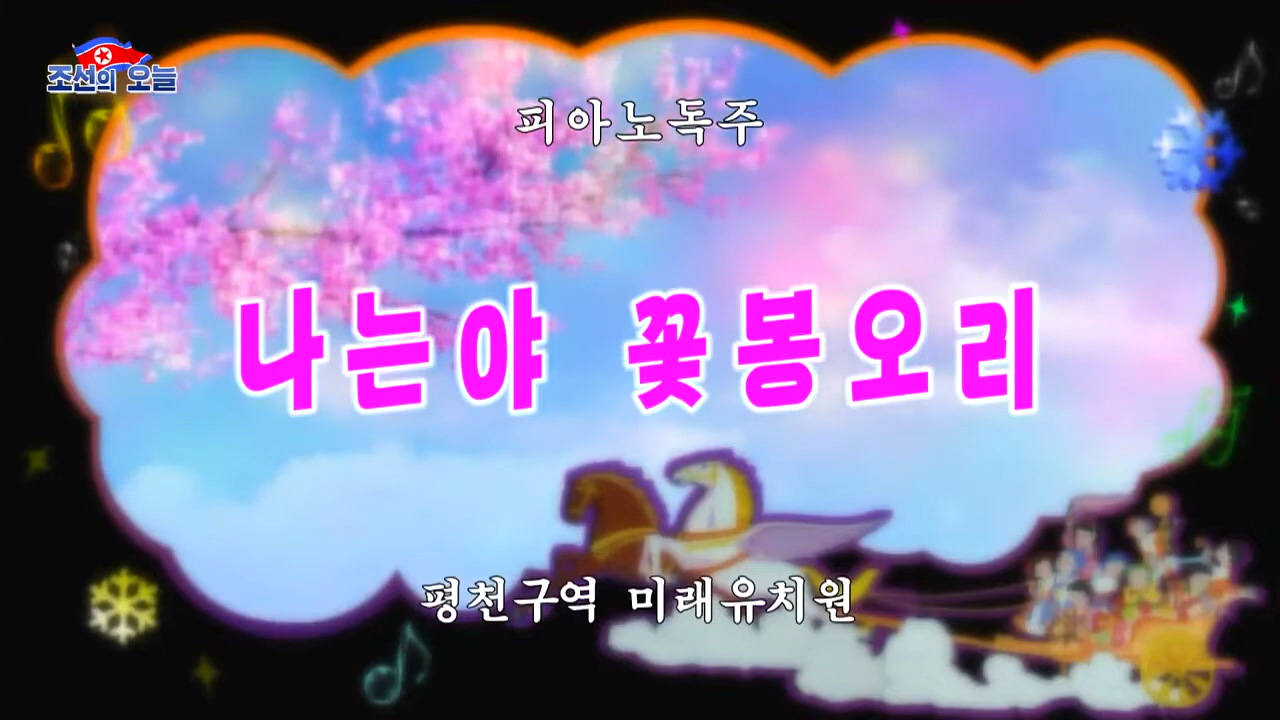 조선의 오늘
피아노독주
나는야 꽃봉오리
평천구역 미래유치원